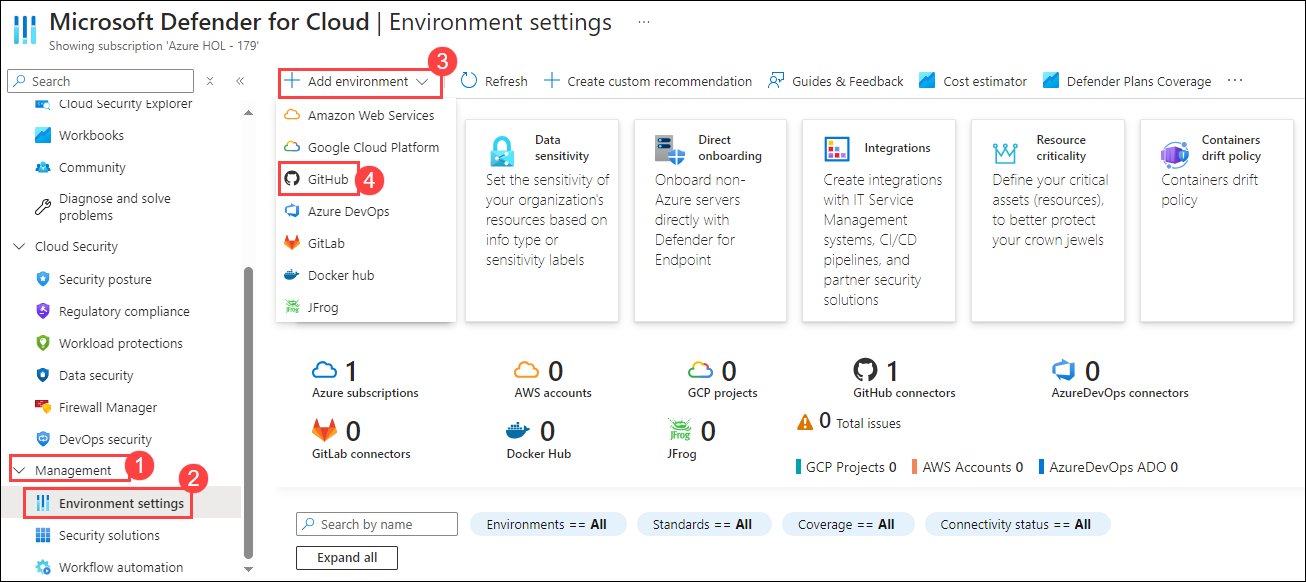 Microsoft Defender for Cloud | Environment settings ...
Showing subscription 'Azure HOL - 179'
3
Search
Add environment
Refresh
Create custom recommendation
Guides & Feedback
Cost estimator
Defender Plans Coverage
...
Cloud Security Explorer
Workbooks
Community
Diagnose and solve
problems
Cloud Security
Security posture
Regulatory compliance
Workload protections
Data security
Firewall Manager
DevOps security
Management
1
2
Environment settings
Security solutions
Workflow automation
Amazon Web Services
Google Cloud Platform
GitHub
4
Azure DevOps
GitLab
Docker hub
JFrog
Data
sensitivity
Set the sensitivity of
your organization's
resources based on
info type or
sensitivity labels
Direct
onboarding
Onboard non-
Azure servers
directly with
Defender for
Endpoint
Integrations
Create integrations
with IT Service
Management
systems, CI/CD
pipelines, and
partner security
solutions
Resource
criticality
Define your critical
assets (resources),
to better protect
your crown jewels
Containers
drift policy
Containers drift
policy
1
Azure subscriptions
0
AWS accounts
0
GCP projects
1
GitHub connectors
0
AzureDevOps connectors
0
GitLab connectors
0
Docker Hub
JFrog
0
JFrog
0 Total issues
GCP Projects 0
AWS Accounts 0
AzureDevOps ADO 0
Search by name
Environments == All
Standards == All
Coverage == All
Connectivity status == All
Expand all